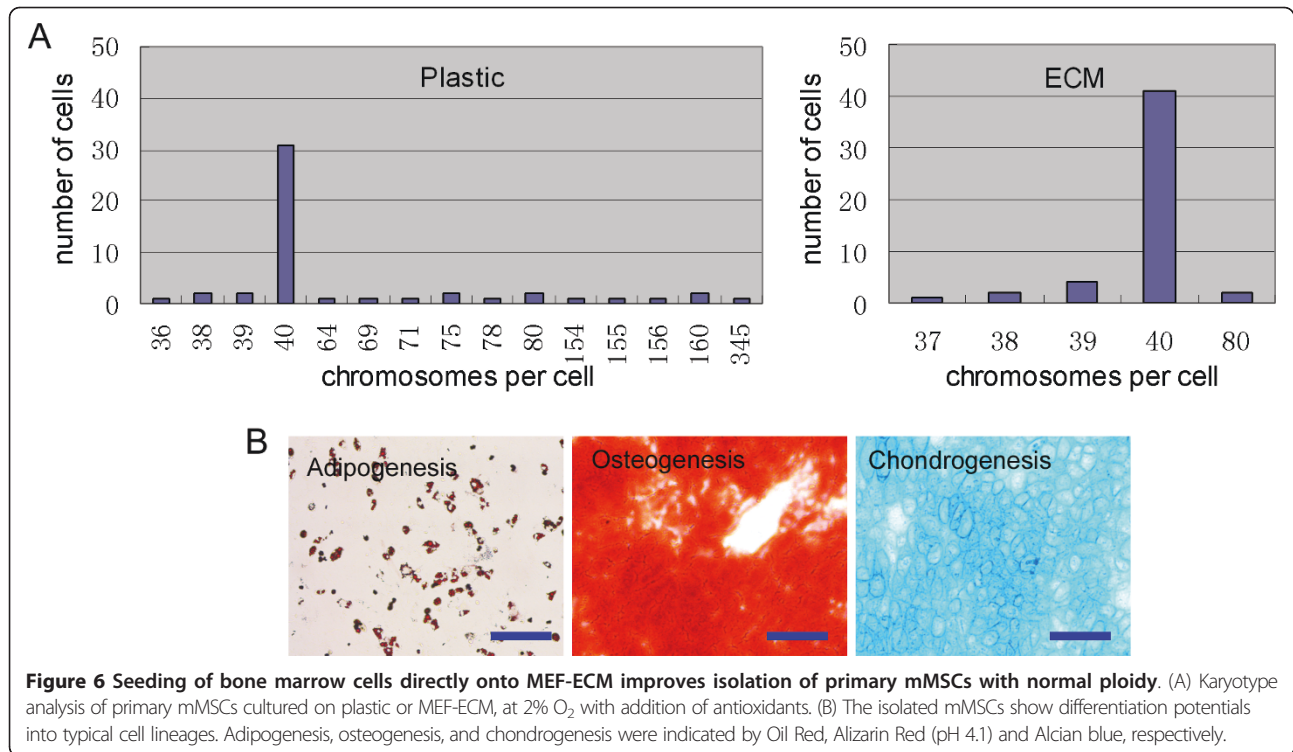 A
50
40
30
20
10
0
number of cells
Plastic
36 38 39 40 64 69 71 75 78 80 154 155 156 160 345
chromosomes per cell
50
40
30
20
10
0
number of cells
ECM
37 38 39 40 80
chromosomes per cell
B
Adipogenesis
Osteogenesis
Chondrogenesis
Figure 6 Seeding of bone marrow cells directly onto MEF-ECM improves isolation of primary mMSCs with normal ploidy. (A) Karyotype
analysis of primary mMSCs cultured on plastic or MEF-ECM, at 2% O2 with addition of antioxidants. (B) The isolated mMSCs show differentiation potentials
into typical cell lineages. Adipogenesis, osteogenesis, and chondrogenesis were indicated by Oil Red, Alizarin Red (pH 4.1) and Alcian blue, respectively.